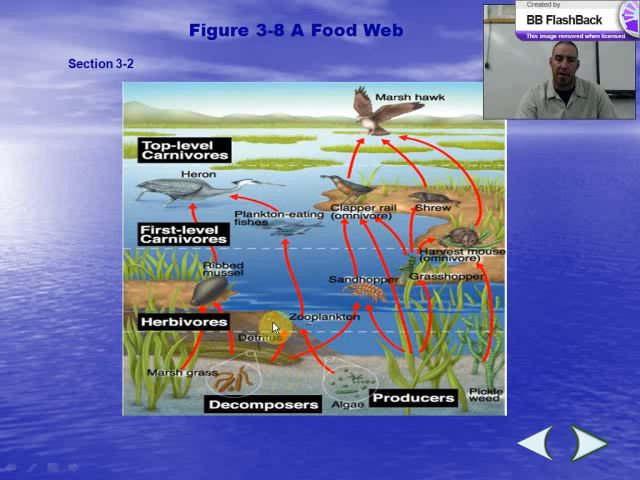 Figure 3-8 A Food Web
Section 3-2
Created by
BB FlashBack
This image removed when licensed
Marsh hawk
Top-level
Carnivores
Heron
Clapper rail
(omnivore)
Shrew
Plankton-eating
fishes
First-level
Carnivores
Harvest mouse
(omnivore)
Ribbed
mussel
Sandhopper
Grasshopper
Herbivores
Zooplankton
Detritus
Marsh grass
Decomposers
Algae
Producers
Pickle
weed